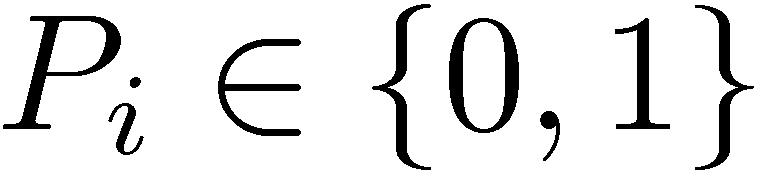 P_i ∈ {0, 1}